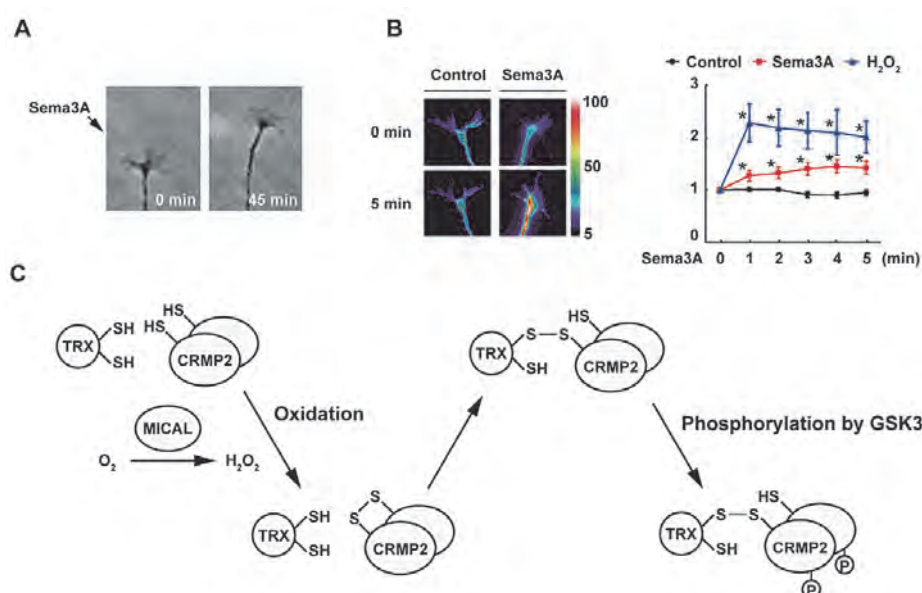 A
Sema3A
0 min
45 min
B
Control Sema3A
0 min
5 min
100
50
5
Control Sema3A H₂O₂
3
2
1
0
* * * * *
* * * * *
Sema3A 0 1 2 3 4 5 (min)
C
TRX
SH
SH
HS
HS
CRMP2
MICAL
O₂
H₂O₂
Oxidation
TRX
SH
SH
S
S
CRMP2
TRX
S
S
SH
HS
CRMP2
Phosphorylation by GSK3
TRX
S
S
SH
HS
CRMP2
P
P